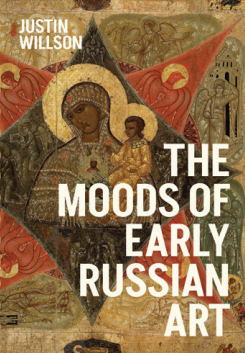 JUSTIN
WILLSON
THE
MOODS OF
EARLY
RUSSIAN
ART